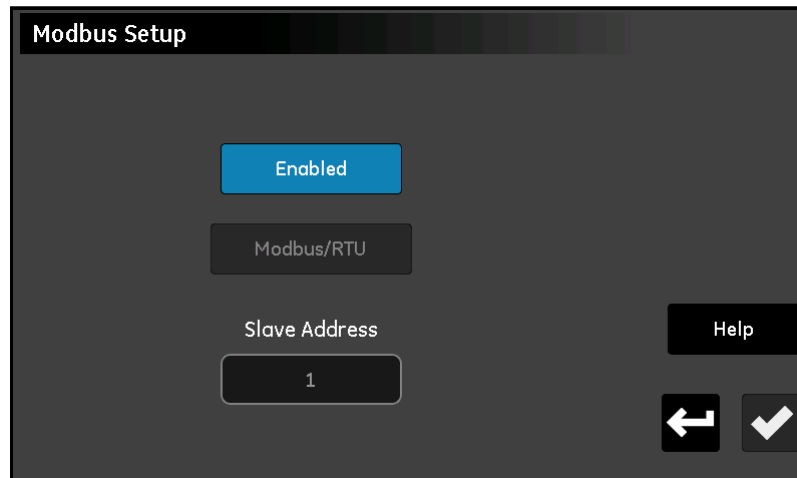 Modbus Setup
Enabled
Modbus/RTU
Slave Address
1
Help